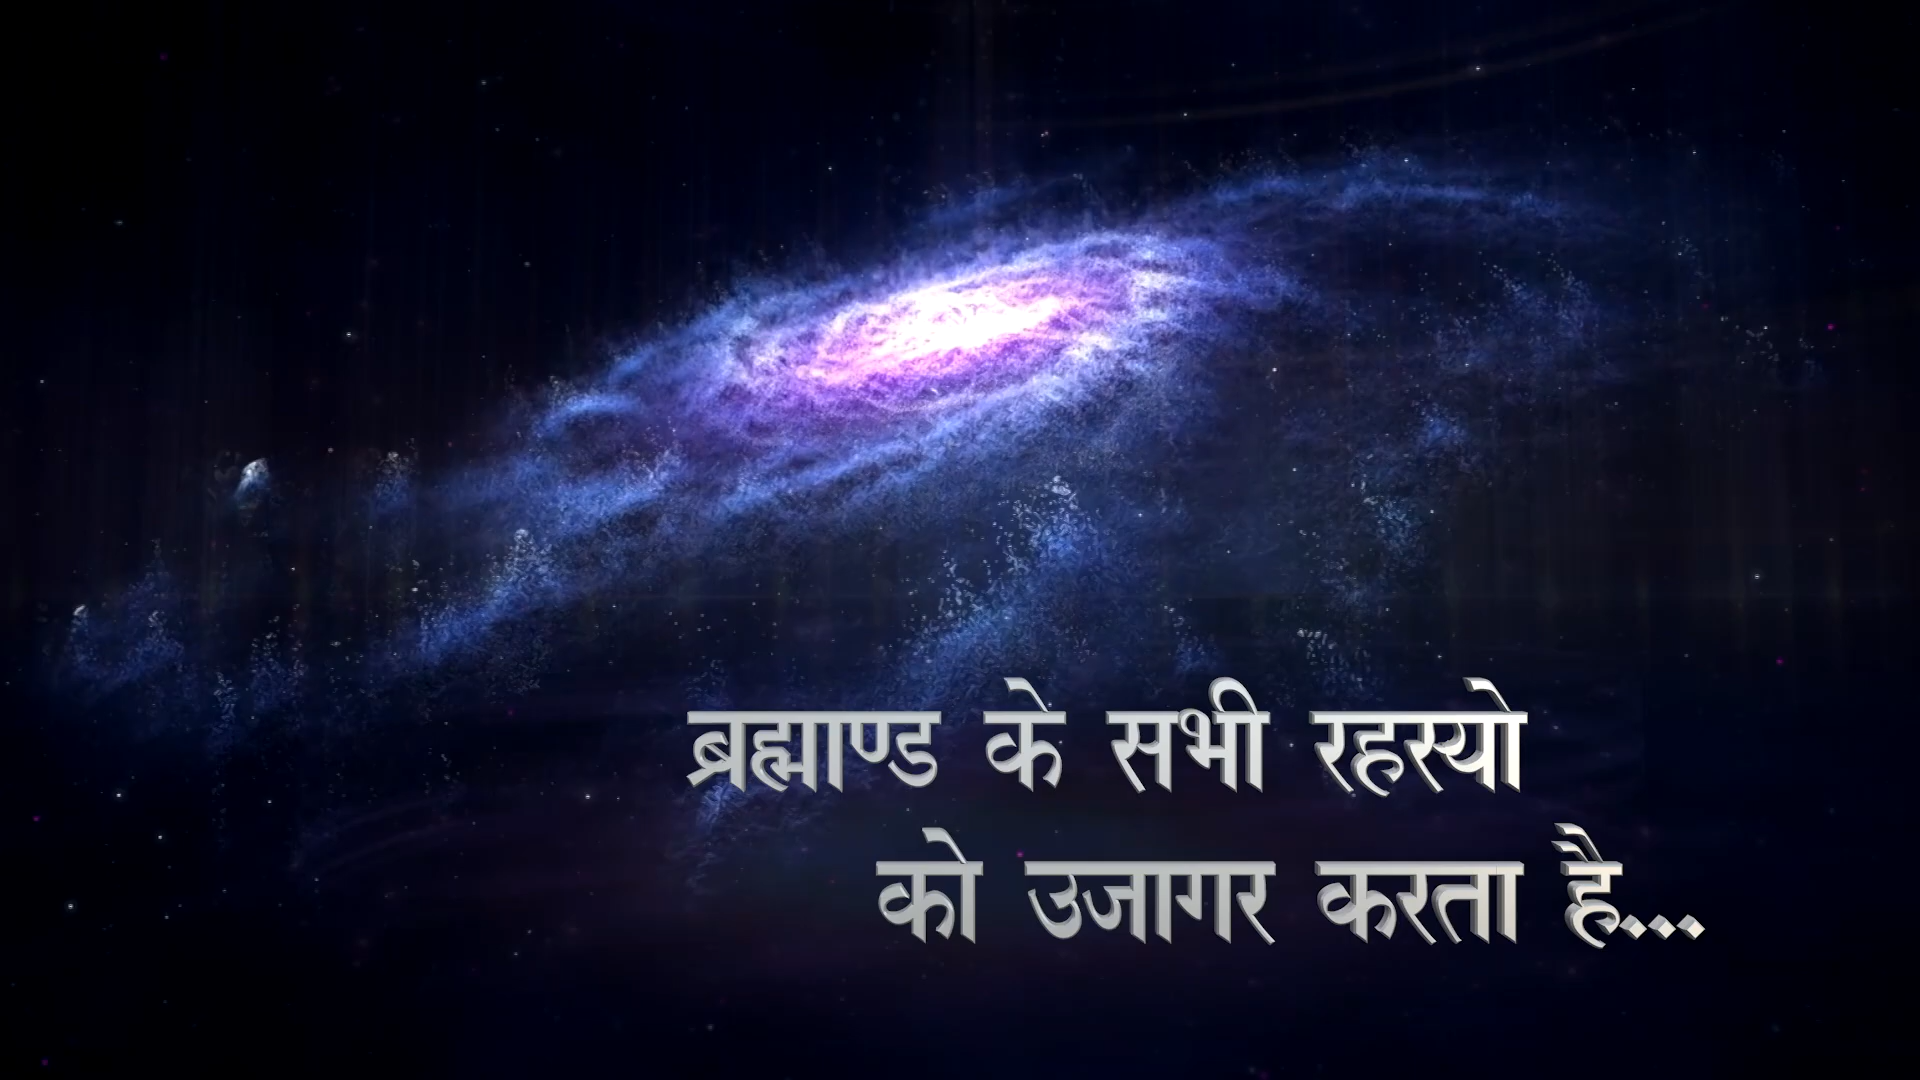 ब्रह्माण्ड के सभी रहस्यो
को उजागर करता है...